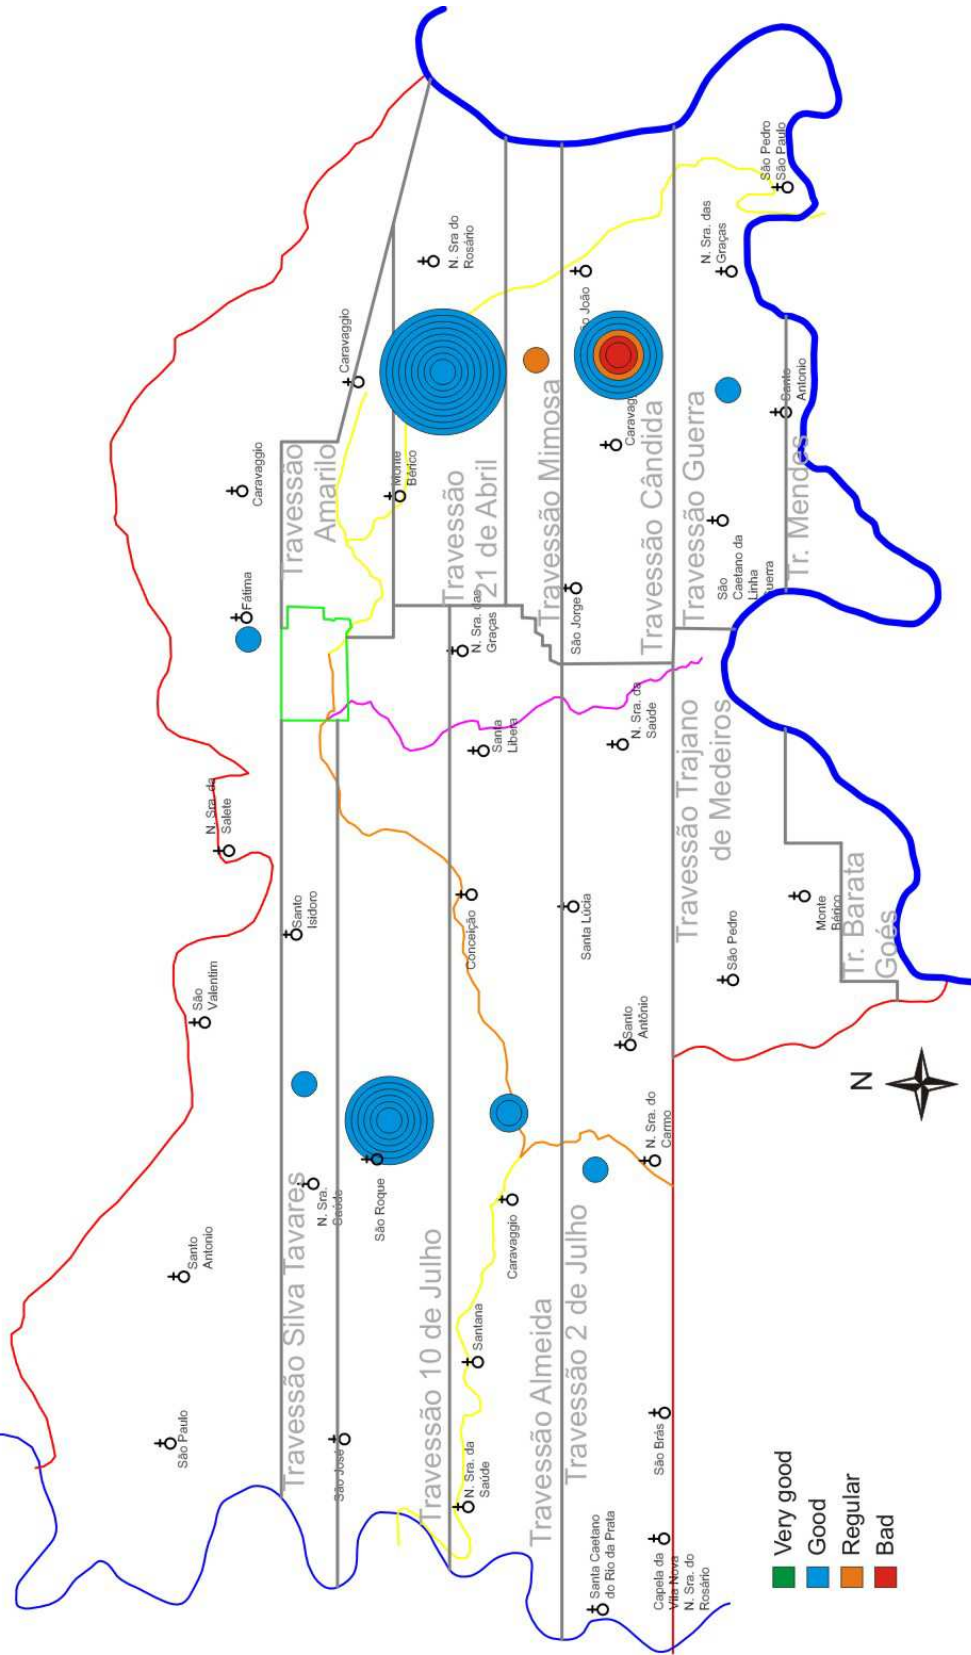 São Pedro
São Paulo
N. Sra do
Rosário
N. Sra. das
Graças
São João
Caravaggio
Santo
Antonio
Caravaggio
Caravaggio
Monte
Bérico
Travessão
Amarilo
Travessão
21 de Abril
Travessão Mimosa
Travessão Cândida
Travessão Guerra
Tr. Mendes
São
Caetano da
Linha
Guerra
Fátima
São Jorge
N. Sra. das
Graças
Santa
Libera
N. Sra. da
Saúde
Travessão Trajano
de Medeiros
N. Sra. da
Salete
Santo
Isidoro
Conceição
Santa Lúcia
Monte
Bérico
Tr. Barata
Goés
São
Valentim
São Pedro
Santo
Antônio
N
N. Sra. do
Carmo
Travessão Silva Tavares
N. Sra.
Saúde
São Roque
Caravaggio
Travessão 10 de Julho
Travessão Almeida
Travessão 2 de Julho
Santo
Antonio
Santana
São Paulo
São José
N. Sra. da
Saúde
São Brás
Santa Caetano
do Rio da Prata
Capela da
Vila Nova
N. Sra. do
Rosário
Very good
Good
Regular
Bad